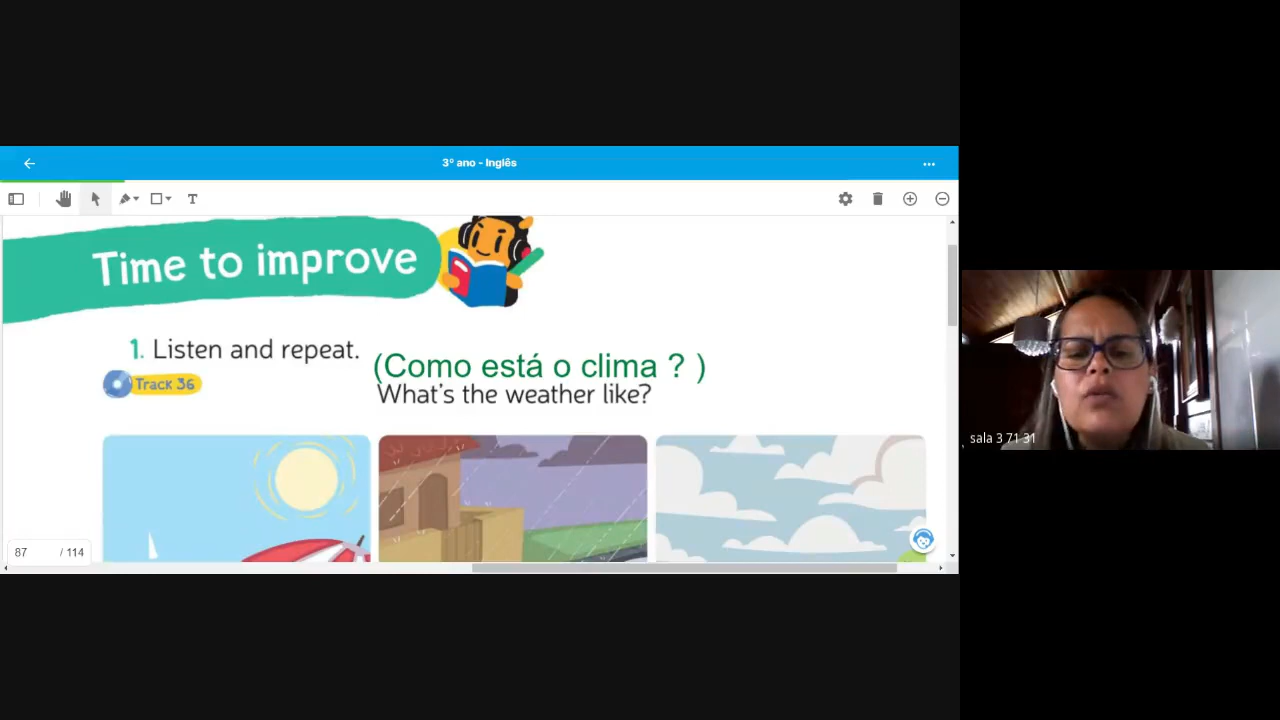 3º ano - Inglês
T
Time to improve
1. Listen and repeat.
Track 36
(Como está o clima ? )
What's the weather like?
87 / 114
sala 3 71 31